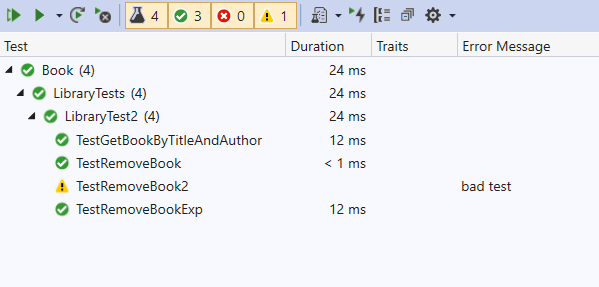 4 3 0 1
Test Duration Traits Error Message
Book (4) 24 ms
LibraryTests (4) 24 ms
LibraryTest2 (4) 24 ms
TestGetBookByTitleAndAuthor 12 ms
TestRemoveBook < 1 ms
TestRemoveBook2 bad test
TestRemoveBookExp 12 ms